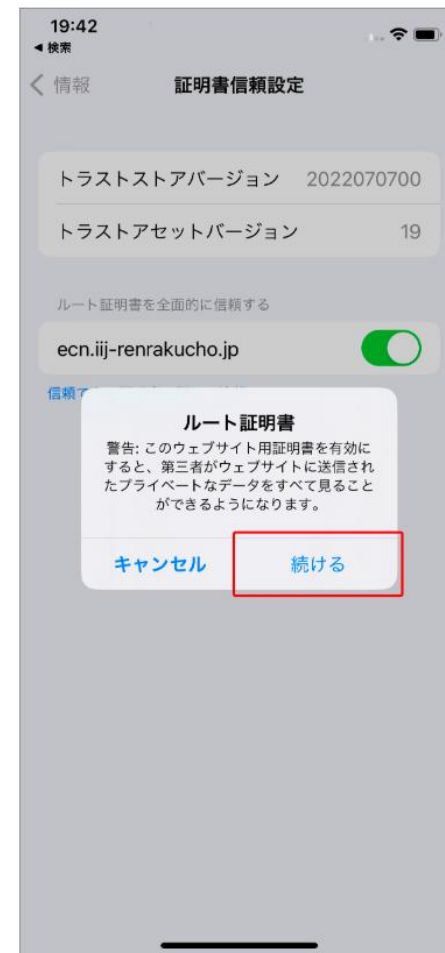 19:42
◀ 検索
情報
証明書信頼設定
トラストストアバージョン 2022070700
トラストアセットバージョン 19
ルート証明書を全面的に信頼する
ecn.iij-renrakucho.jp
信頼で
ルート証明書
警告: このウェブサイト用証明書を有効に
すると、第三者がウェブサイトに送信され
たプライベートなデータをすべて見ること
ができるようになります。
キャンセル
続ける